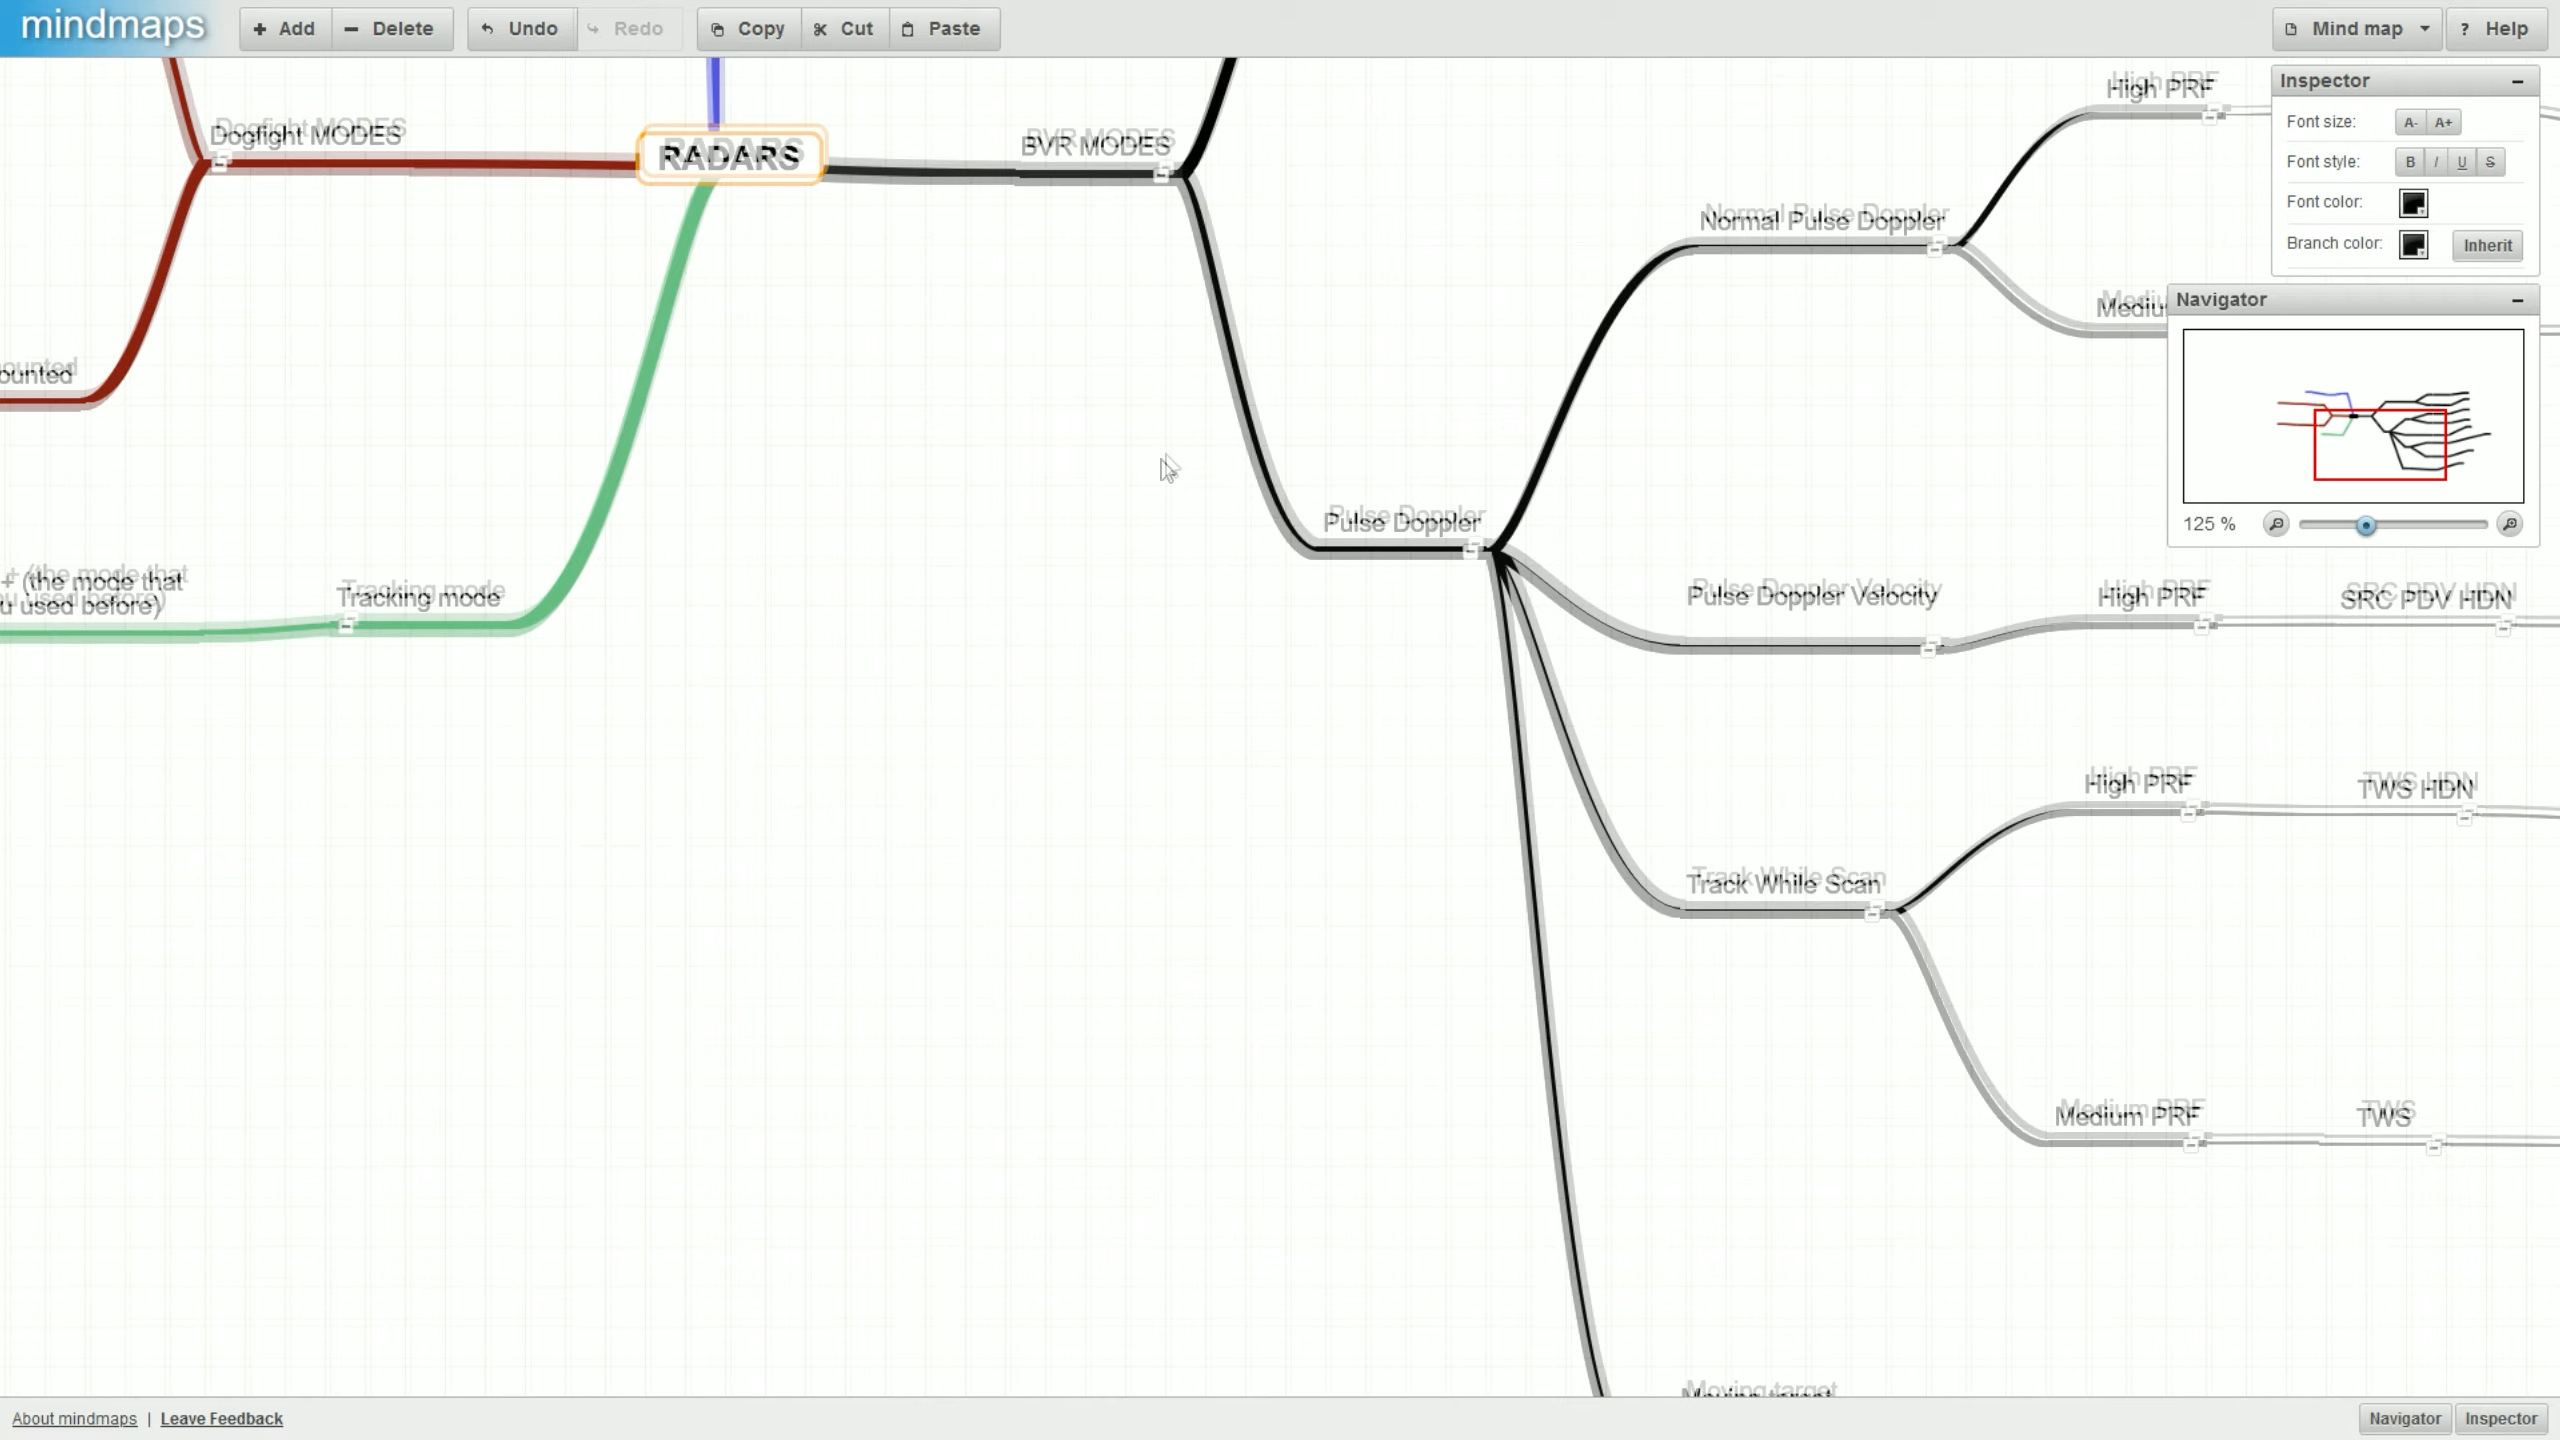 mindmaps
Add
Delete
Undo
Redo
Copy
Cut
Paste
Mind map
? Help
High PRF
Inspector
Font size: A- A+
Font style: B I U S
Font color:
Branch color: Inherit
Dogfight MODES
RADARS
BVR MODES
Normal Pulse Doppler
Navigator
125 %
ounted
Pulse Doppler
+ (the mode that
u used before)
Tracking mode
Pulse Doppler Velocity
High PRF
SRC PDV HDN
High PRF
TWS HDN
Track While Scan
Medium PRF
TWS
Moving target
About mindmaps | Leave Feedback
Navigator
Inspector